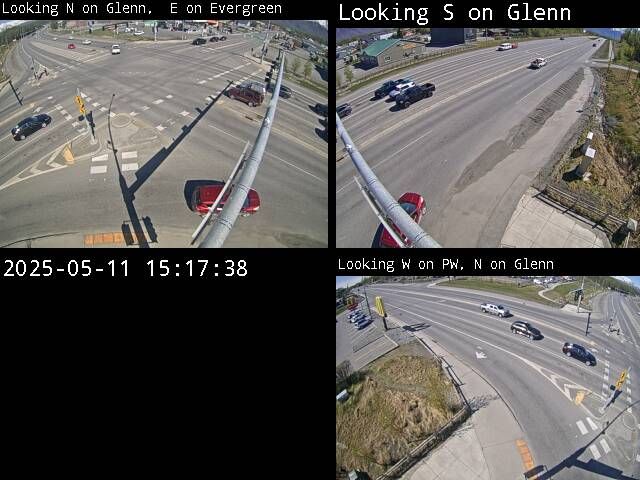 Looking N on Glenn,  E on Evergreen
Looking S on Glenn
2025-05-11 15:17:38
Looking W on PW, N on Glenn